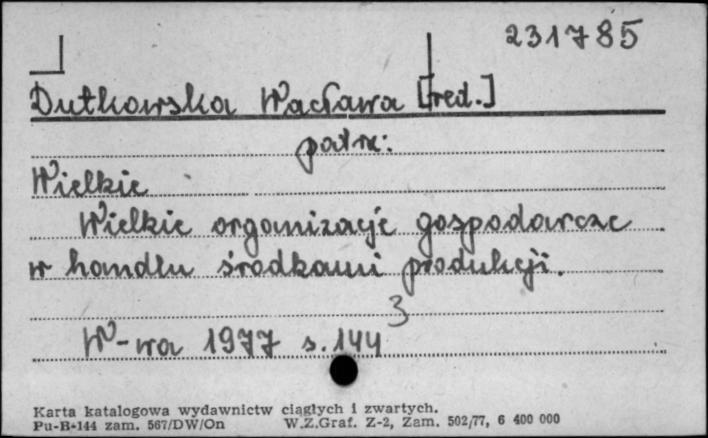 231785
Dutkowska Wacława [red.]
patrz:
Wielkie
Wielkie organizacje gospodarcze
w handlu środkami produkcji.
3
W-wa 1977 s. 144
Karta katalogowa wydawnictw ciągłych i zwartych.
Pu-B-144 zam. 567/DW/On W.Z.Graf. Z-2, Zam. 502/77, 6 400 000